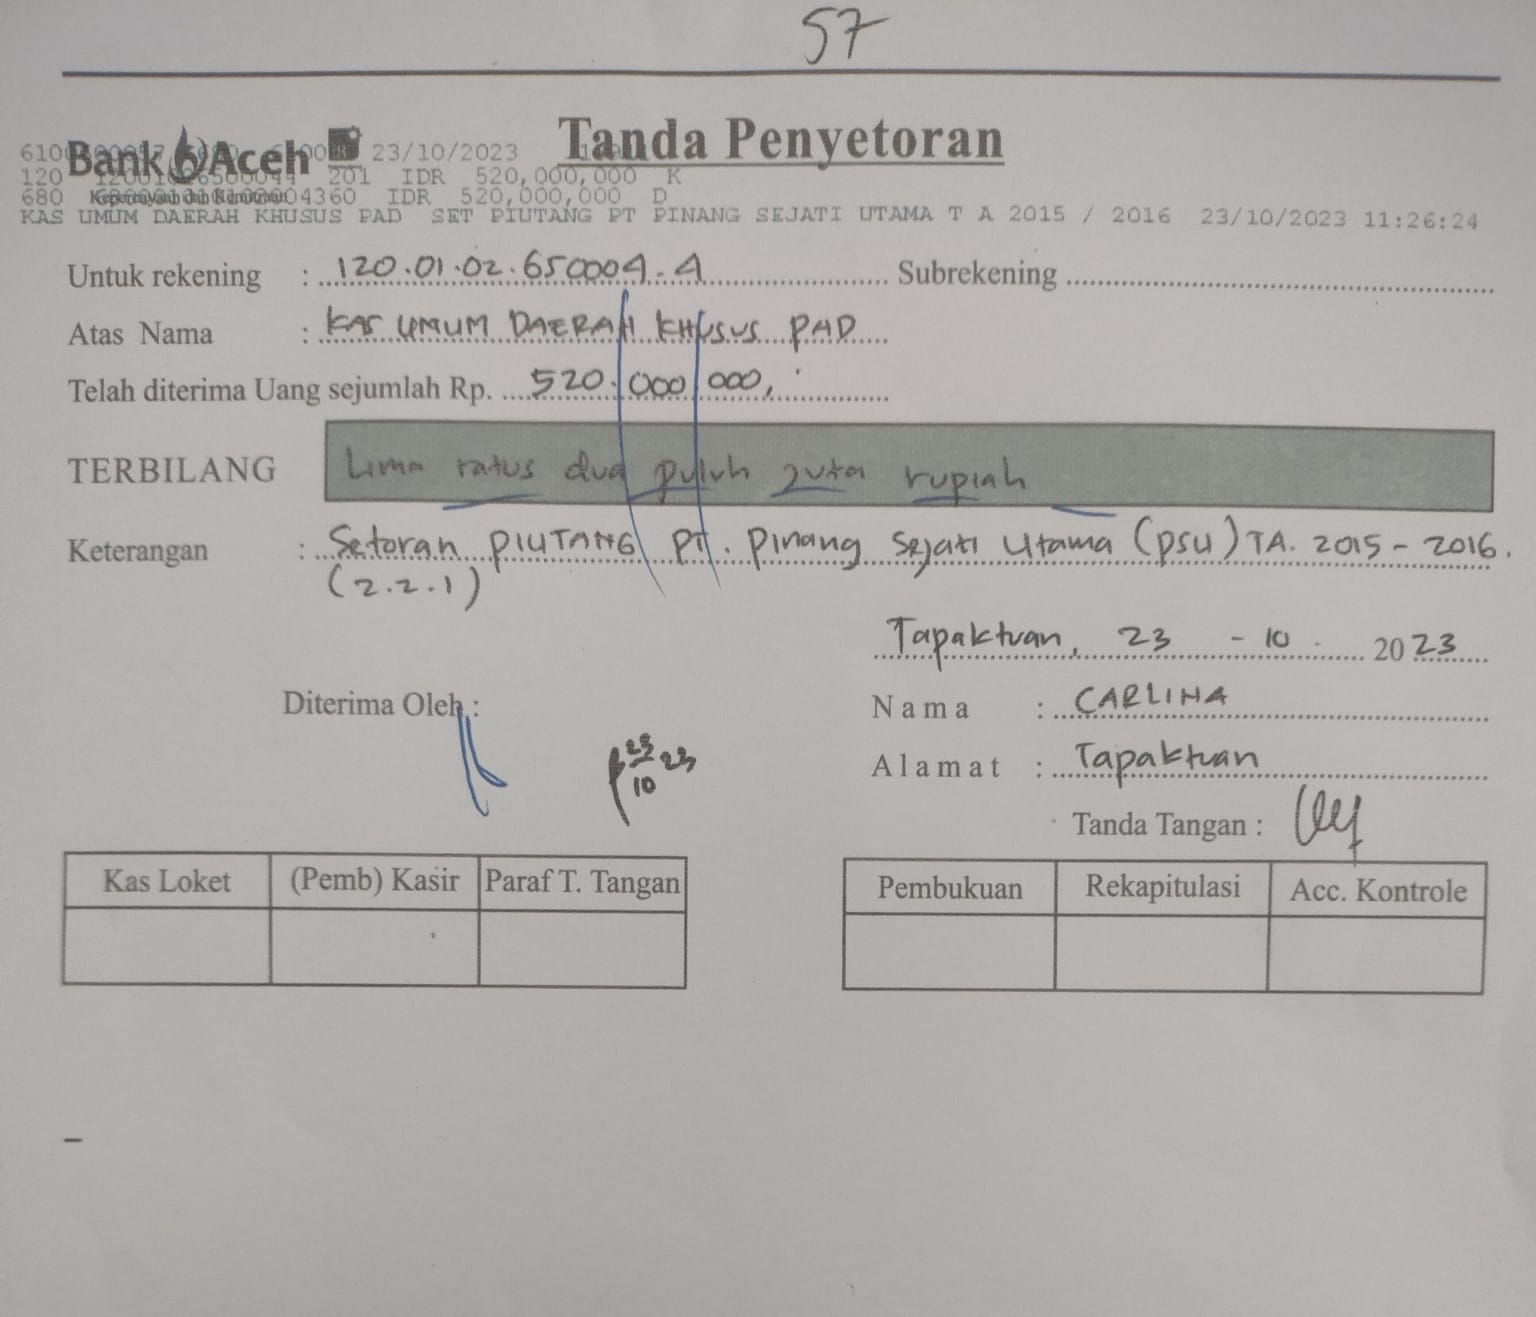 57
Bank Aceh
Tanda Penyetoran
23/10/2023
120 201 IDR 520,000,000 K
680 IDR 520,000,000 D
KAS UMUM DAERAH KHUSUS PAD SET PIUTANG PT PINANG SEJATI UTAMA T A 2015 / 2016 23/10/2023 11:26:24
Untuk rekening : 120.01.02.650004.4 Subrekening
Atas Nama : KAS UMUM DAERAH KHUSUS PAD
Telah diterima Uang sejumlah Rp. 520.000.000,
TERBILANG Lima ratus dua puluh juta rupiah
Keterangan : Setoran PIUTANG PT. Pinang Sejati Utama (PSU) TA. 2015 - 2016.
(2.2.1)
Tapaktuan, 23 - 10 2023
Diterima Oleh :
Nama : CARLINA
23/10 23
Alamat : Tapaktuan
Tanda Tangan :
Kas Loket (Pemb) Kasir Paraf T. Tangan
Pembukuan Rekapitulasi Acc. Kontrole